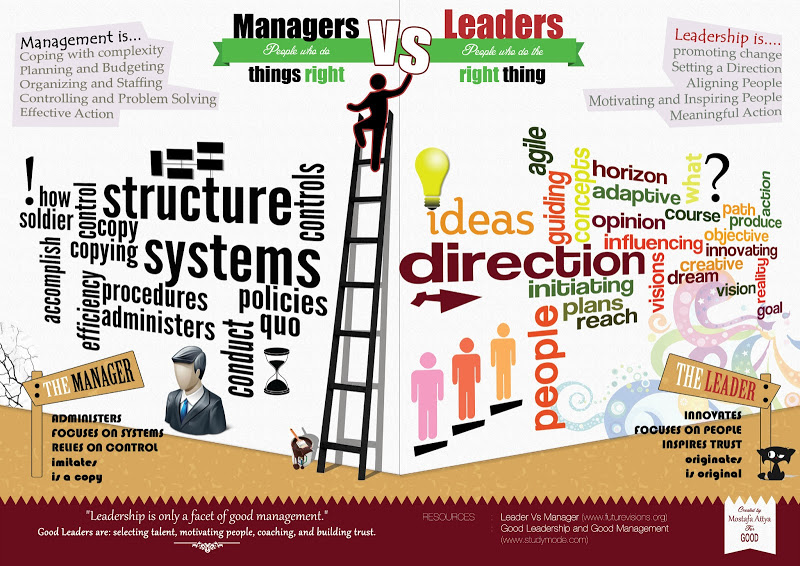 Managers
People who do
things right
VS
Leaders
People who do the
right thing
Management is...
Coping with complexity
Planning and Budgeting
Organizing and Staffing
Controlling and Problem Solving
Effective Action
Leadership is....
promoting change
Setting a Direction
Aligning People
Motivating and Inspiring People
Meaningful Action
!
how
soldier
control
structure
controls
copy
copying
systems
accomplish
efficiency
procedures
administers
policies
quo
conduct
ideas
direction
agile
guiding
concepts
horizon
adaptive
what
?
opinion
course
path
produce
action
influencing
objective
innovating
initiating
visions
creative
dream
reality
plans
reach
vision
goal
people
THE MANAGER
ADMINISTERS
FOCUSES ON SYSTEMS
RELIES ON CONTROL
imitates
is a copy
THE LEADER
INNOVATES
FOCUSES ON PEOPLE
INSPIRES TRUST
originates
is original
"Leadership is only a facet of good management."
Good Leaders are: selecting talent, motivating people, coaching, and building trust.
RESOURCES : Leader Vs Manager (www.futurevisions.org)
Good Leadership and Good Management
(www.studymode.com)
Created by
Mostafa Attya
For
GOOD